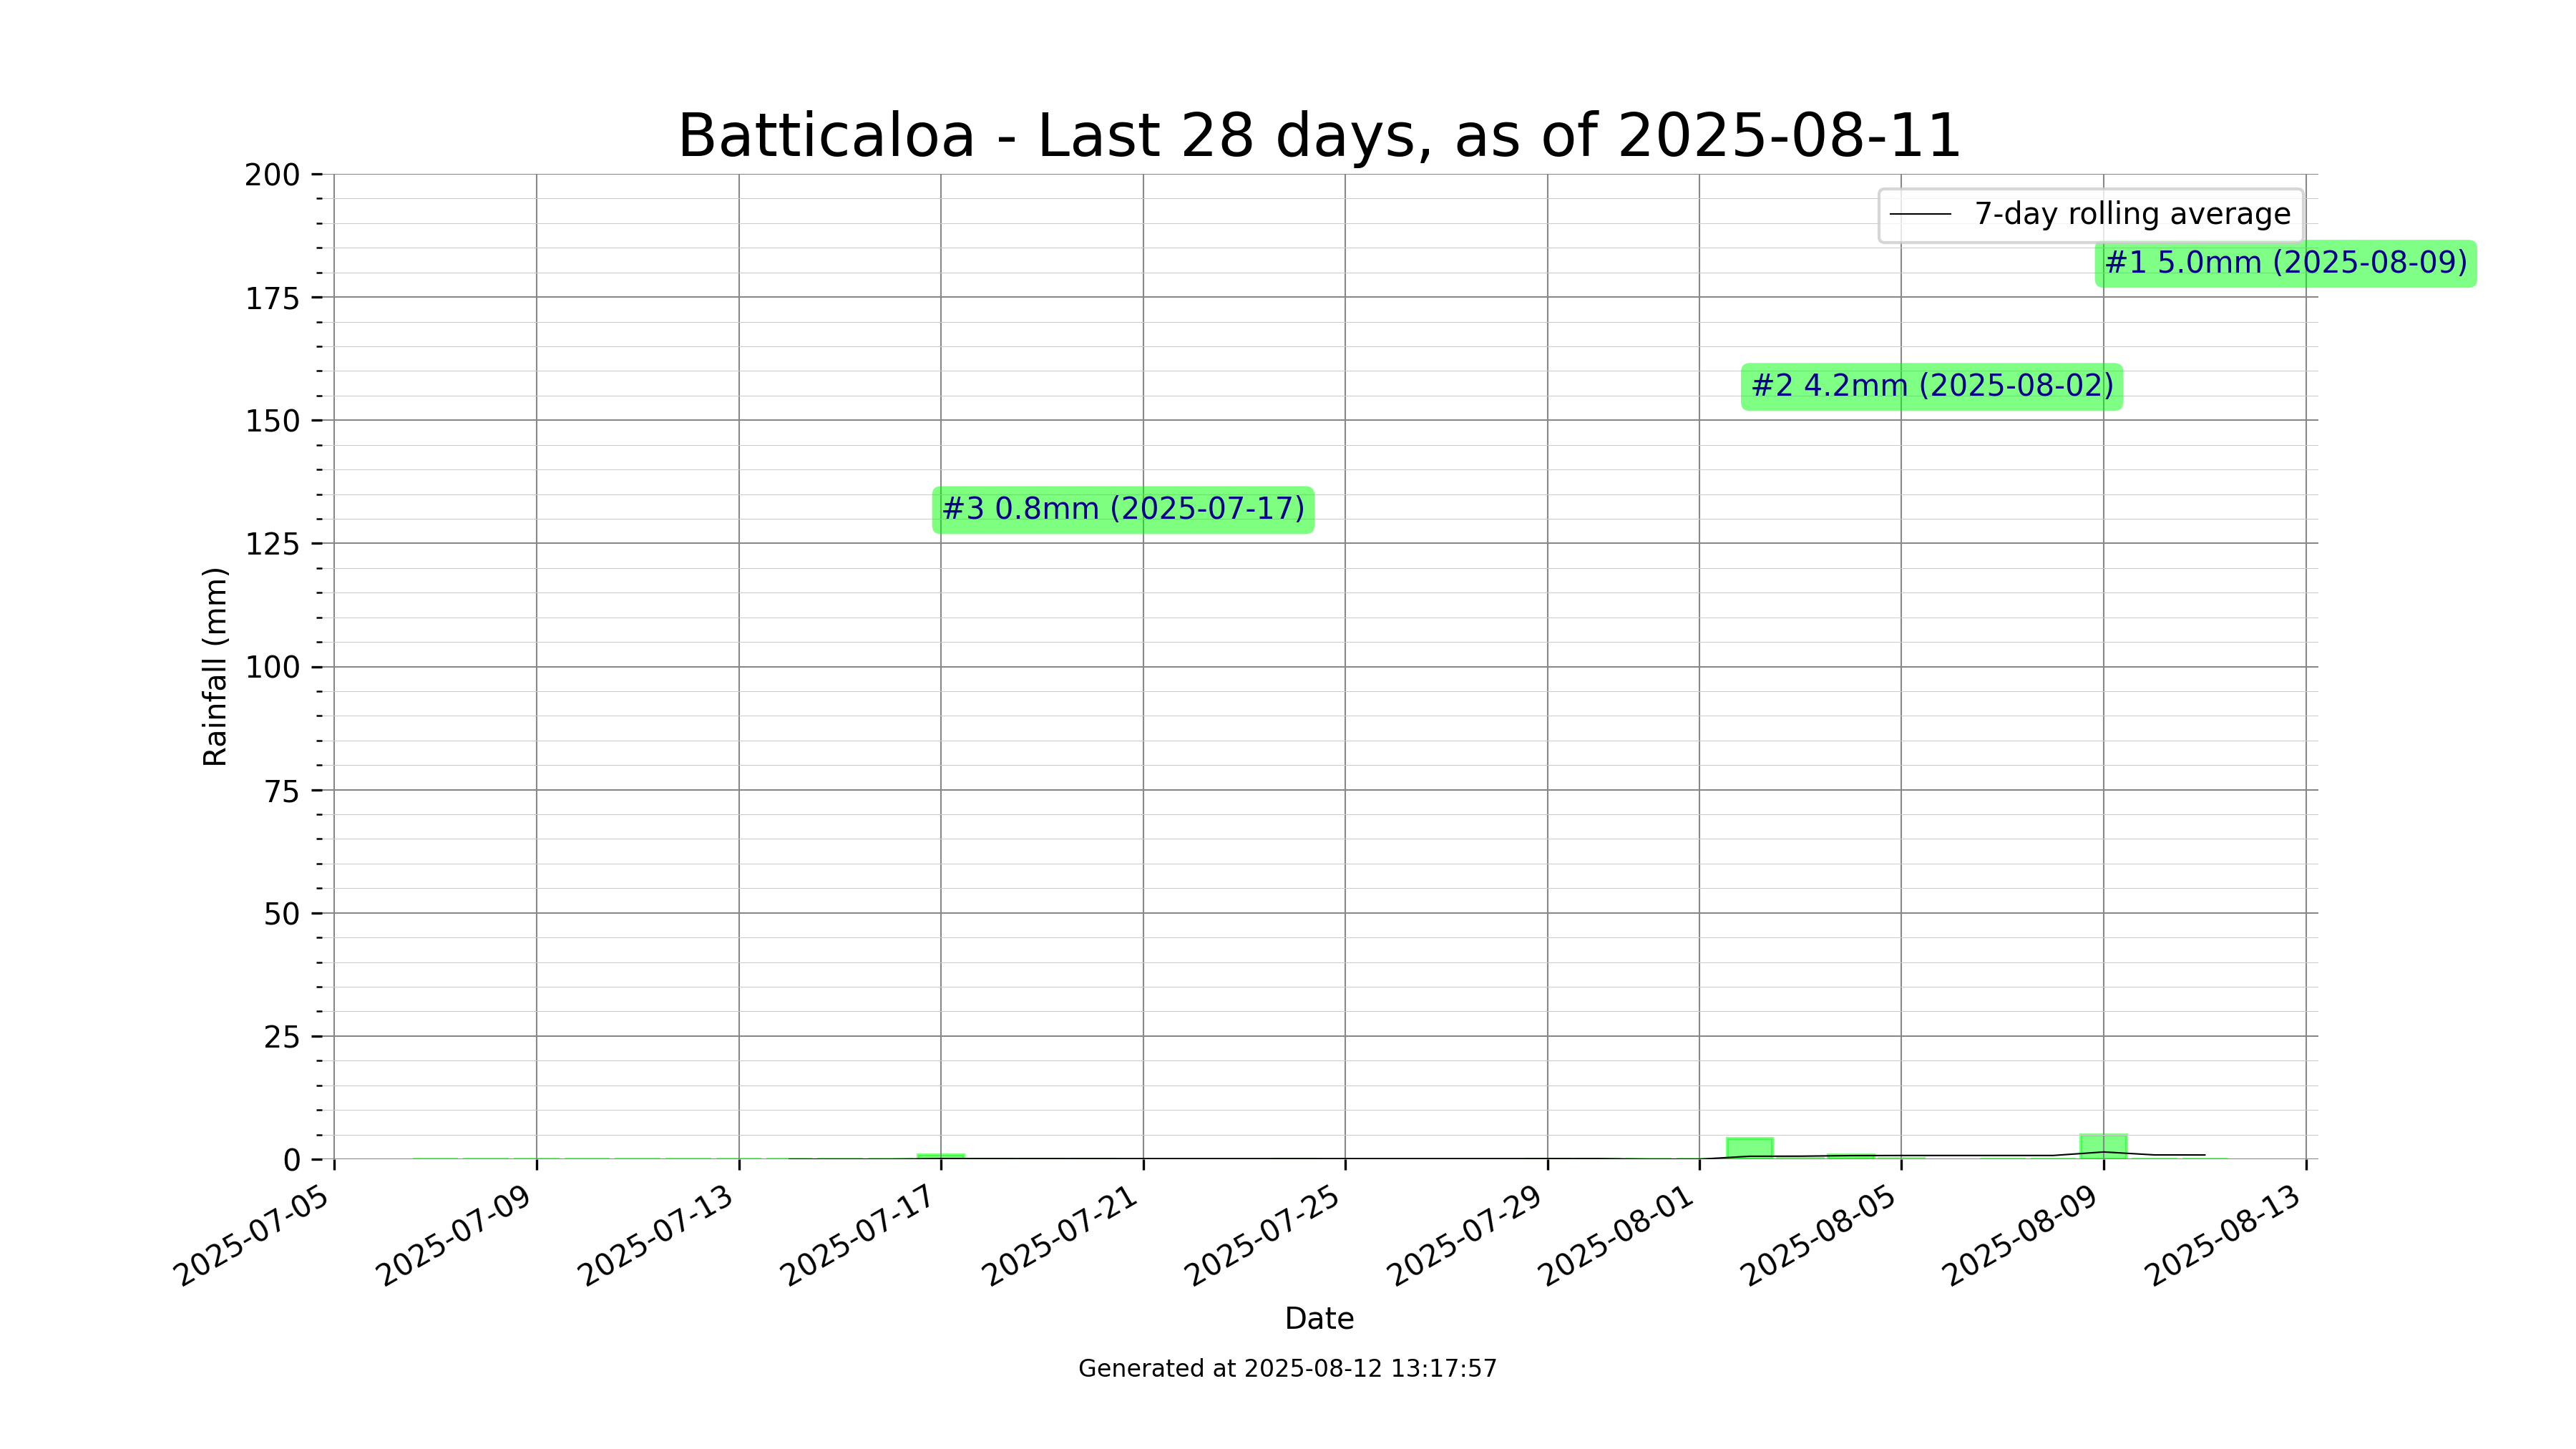 Batticaloa - Last 28 days, as of 2025-08-11
200
175
150
125
100
75
50
25
0
Rainfall (mm)
7-day rolling average
#1 5.0mm (2025-08-09)
#2 4.2mm (2025-08-02)
#3 0.8mm (2025-07-17)
2025-07-05
2025-07-09
2025-07-13
2025-07-17
2025-07-21
2025-07-25
2025-07-29
2025-08-01
2025-08-05
2025-08-09
2025-08-13
Date
Generated at 2025-08-12 13:17:57